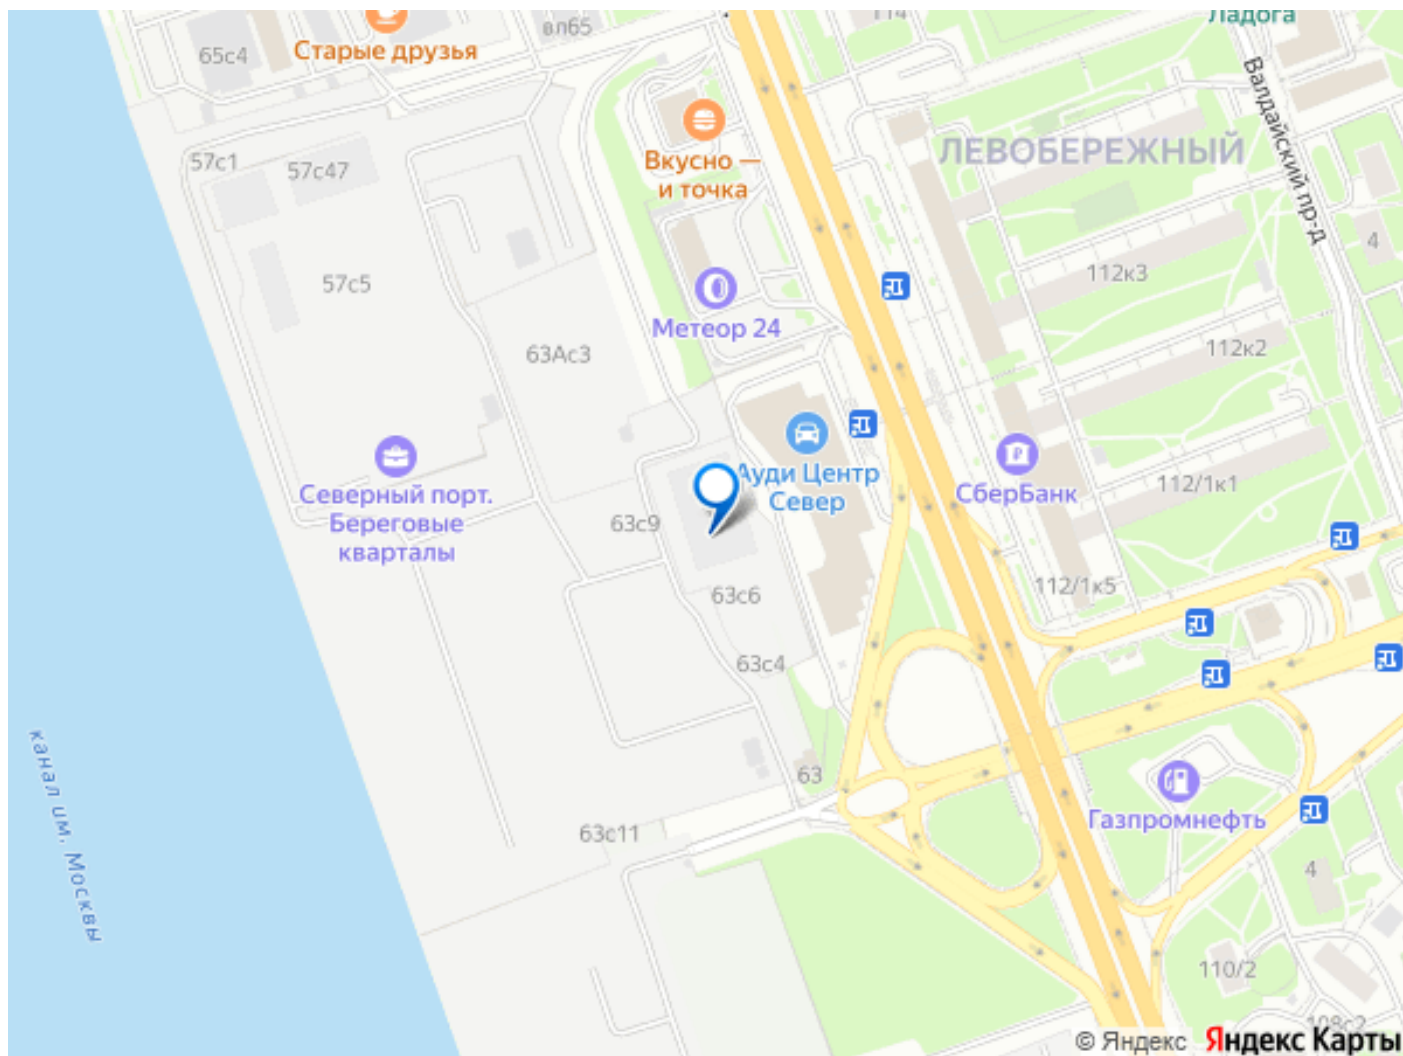 Ладога
114
вл65
65с4
Старые друзья
Валдайский пр-д
Вкусно —
и точка
ЛЕВОБЕРЕЖНЫЙ
57с1
57с47
4
112к3
57с5
Метеор 24
63Ас3
112к2
Северный порт.
Береговые
кварталы
Ауди Центр
Север
СберБанк
112/1к1
63с9
112/1к5
63с6
63с4
63
канал им. Москвы
63с11
Газпромнефть
4
110/2
108с2
© Яндекс Яндекс Карты